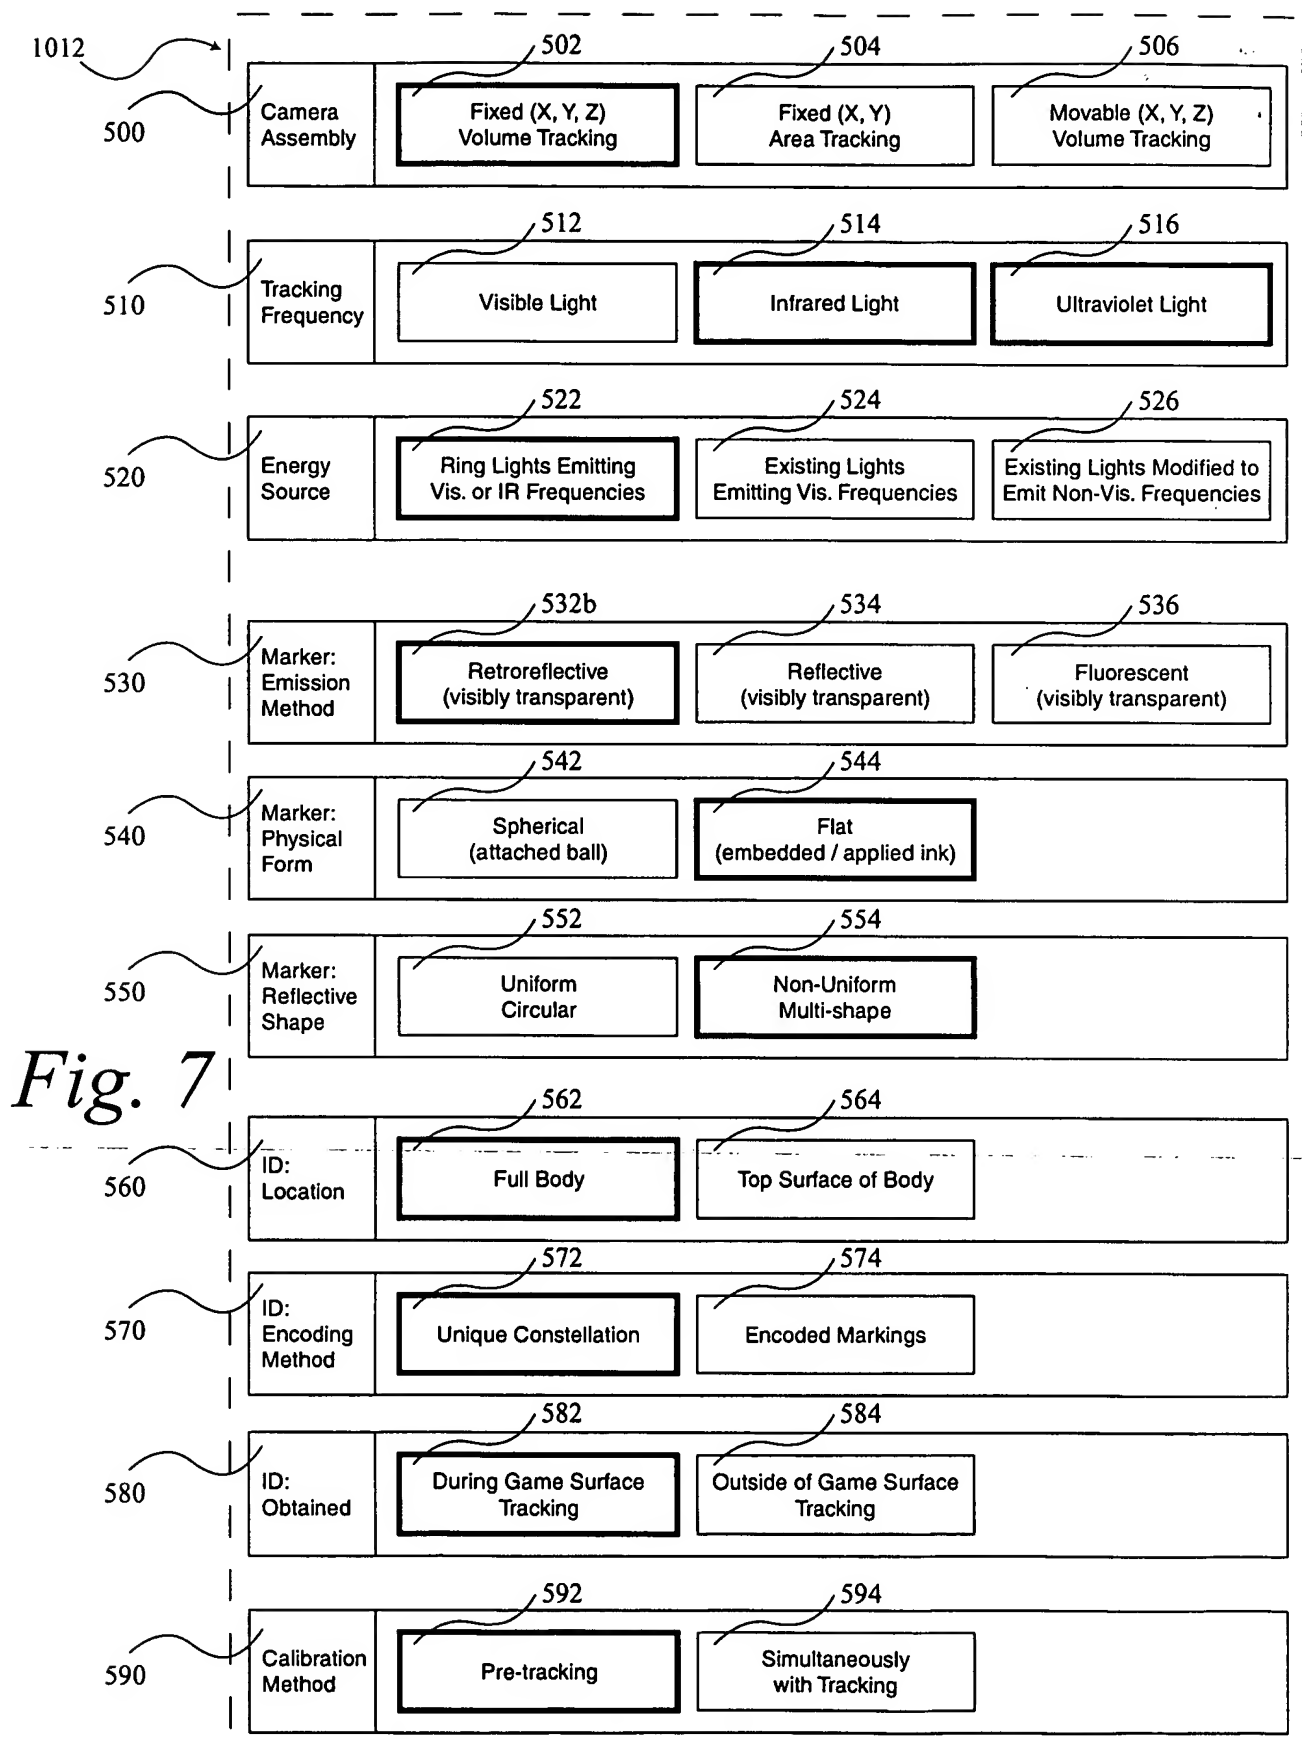 1012
502
504
506
500
Camera
Assembly
Fixed (X, Y, Z)
Volume Tracking
Fixed (X, Y)
Area Tracking
Movable (X, Y, Z)
Volume Tracking
512
514
516
510
Tracking
Frequency
Visible Light
Infrared Light
Ultraviolet Light
522
524
526
520
Energy
Source
Ring Lights Emitting
Vis. or IR Frequencies
Existing Lights
Emitting Vis. Frequencies
Existing Lights Modified to
Emit Non-Vis. Frequencies
532b
534
536
530
Marker:
Emission
Method
Retroreflective
(visibly transparent)
Reflective
(visibly transparent)
Fluorescent
(visibly transparent)
542
544
540
Marker:
Physical
Form
Spherical
(attached ball)
Flat
(embedded / applied ink)
552
554
550
Marker:
Reflective
Shape
Uniform
Circular
Non-Uniform
Multi-shape
Fig. 7
562
564
560
ID:
Location
Full Body
Top Surface of Body
572
574
570
ID:
Encoding
Method
Unique Constellation
Encoded Markings
582
584
580
ID:
Obtained
During Game Surface
Tracking
Outside of Game Surface
Tracking
592
594
590
Calibration
Method
Pre-tracking
Simultaneously
with Tracking